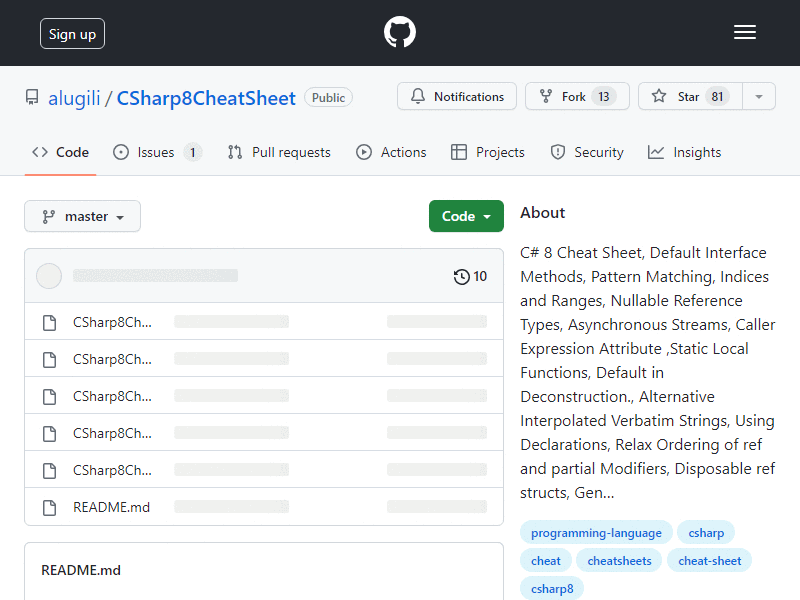 Sign up
alugili / CSharp8CheatSheet Public
Notifications
Fork 13
Star 81
Code
Issues 1
Pull requests
Actions
Projects
Security
Insights
master
Code
10
CSharp8Ch...
CSharp8Ch...
CSharp8Ch...
CSharp8Ch...
CSharp8Ch...
README.md
README.md
About
C# 8 Cheat Sheet, Default Interface
Methods, Pattern Matching, Indices
and Ranges, Nullable Reference
Types, Asynchronous Streams, Caller
Expression Attribute ,Static Local
Functions, Default in
Deconstruction., Alternative
Interpolated Verbatim Strings, Using
Declarations, Relax Ordering of ref
and partial Modifiers, Disposable ref
structs, Gen...
programming-language csharp
cheat cheatsheets cheat-sheet
csharp8